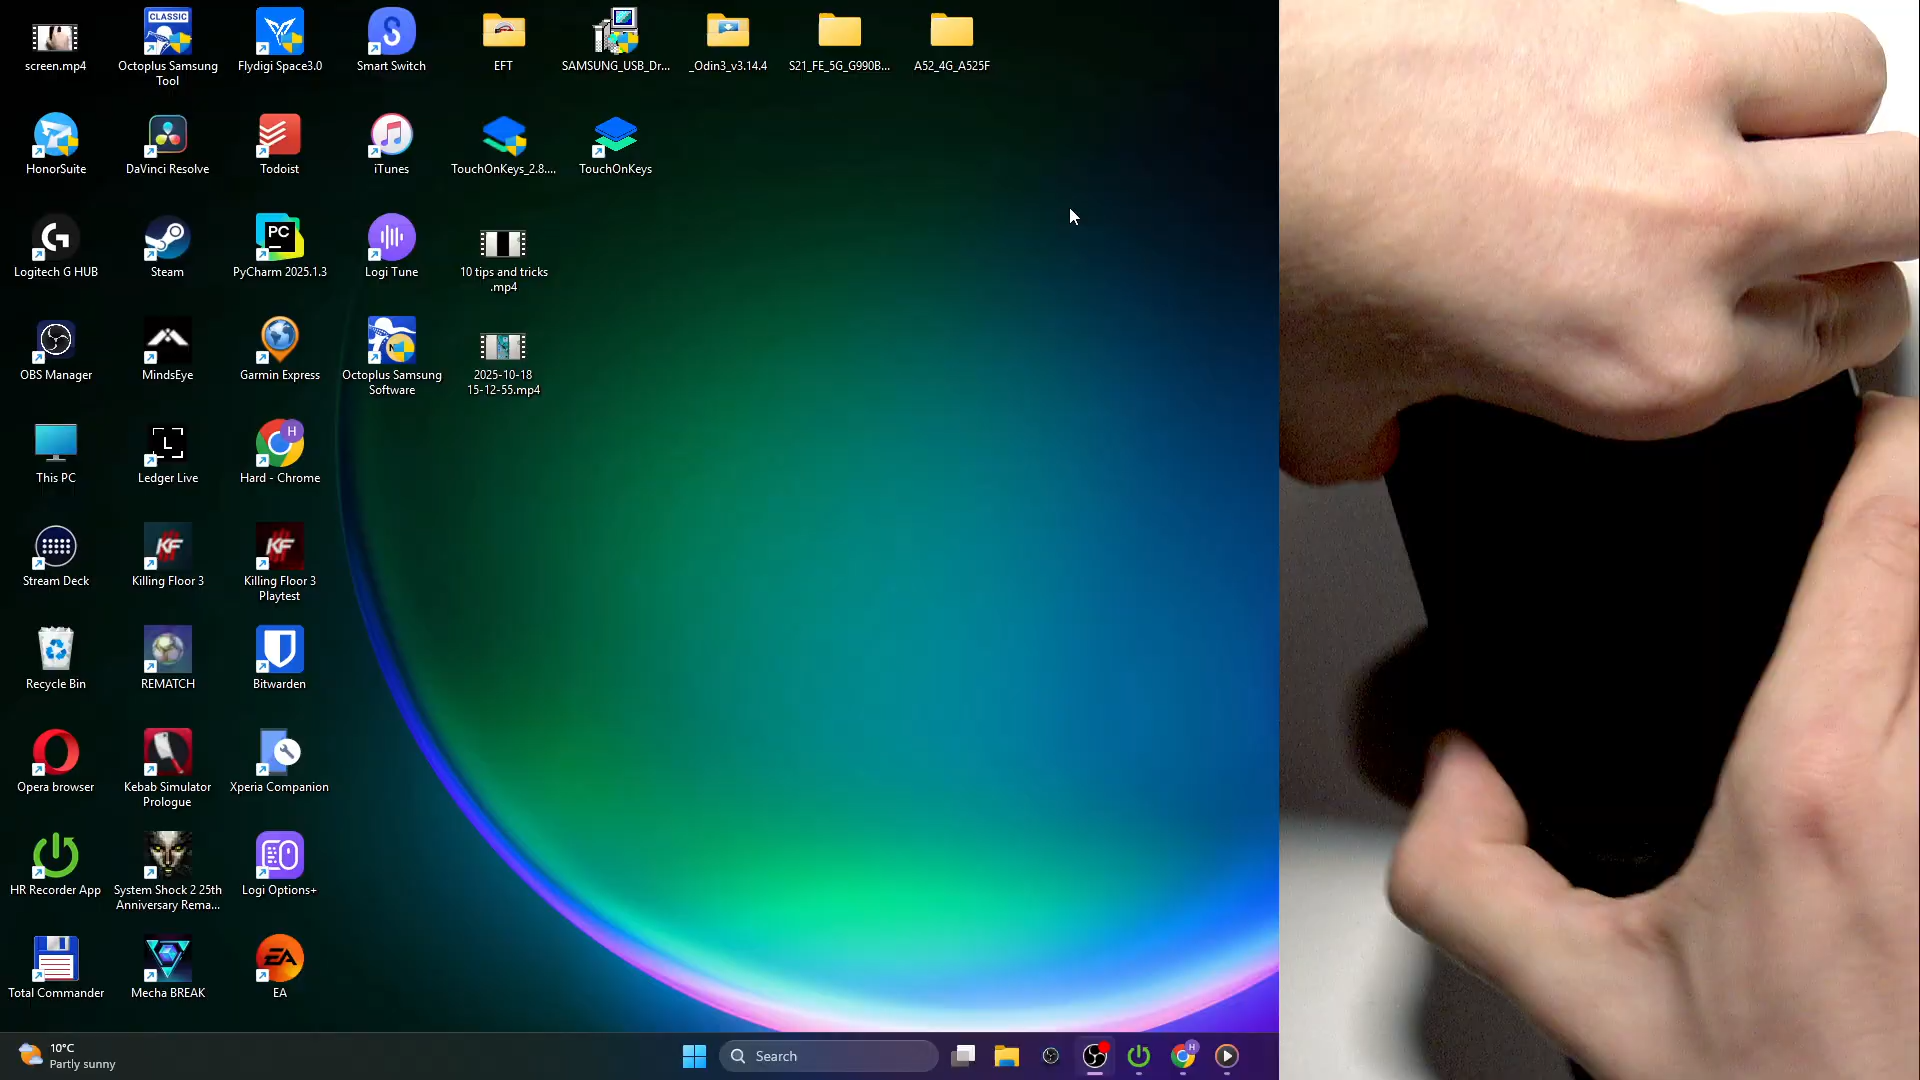 screen.mp4
CLASSIC
Octoplus Samsung
Tool
Flydigi Space3.0
Smart Switch
EFT
SAMSUNG_USB_Dr...
_Odin3_v3.14.4
S21_FE_5G_G990B...
A52_4G_A525F
HonorSuite
DaVinci Resolve
Todoist
iTunes
TouchOnKeys_2.8....
TouchOnKeys
Logitech G HUB
Steam
PC
PyCharm 2025.1.3
Logi Tune
10 tips and tricks
.mp4
OBS Manager
MindsEye
Garmin Express
Octoplus Samsung
Software
2025-10-18
15-12-55.mp4
This PC
L
Ledger Live
H
Hard - Chrome
Stream Deck
KF
Killing Floor 3
KF
Killing Floor 3
Playtest
Recycle Bin
REMATCH
Bitwarden
Opera browser
Kebab Simulator
Prologue
Xperia Companion
HR Recorder App
System Shock 2 25th
Anniversary Rema...
Logi Options+
Total Commander
Mecha BREAK
EA
EA
10°C
Partly sunny
Search
H